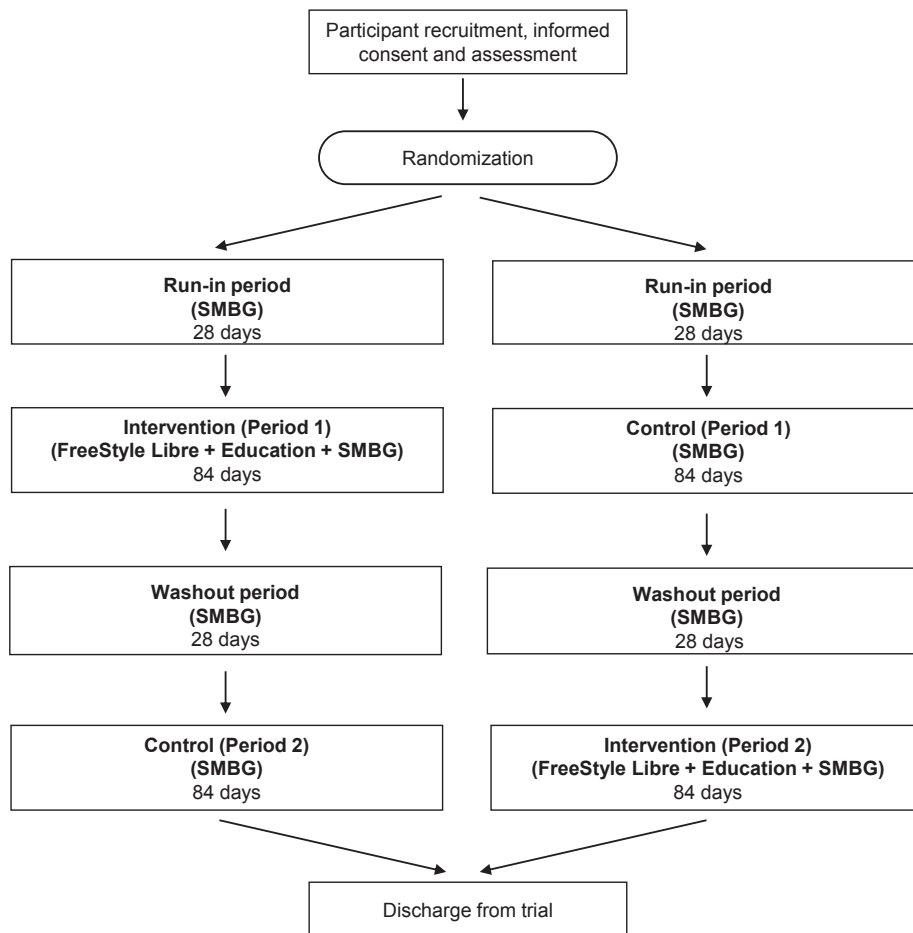 Participant recruitment, informed
consent and assessment
Randomization
Run-in period
(SMBG)
28 days
Run-in period
(SMBG)
28 days
Intervention (Period 1)
(FreeStyle Libre + Education + SMBG)
84 days
Control (Period 1)
(SMBG)
84 days
Washout period
(SMBG)
28 days
Washout period
(SMBG)
28 days
Control (Period 2)
(SMBG)
84 days
Intervention (Period 2)
(FreeStyle Libre + Education + SMBG)
84 days
Discharge from trial